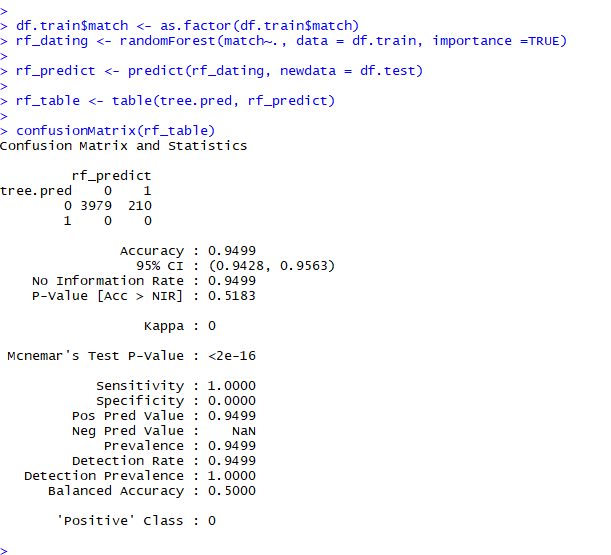 >
> df.train$match <- as.factor(df.train$match)
> rf_dating <- randomForest(match~., data = df.train, importance =TRUE)
>
> rf_predict <- predict(rf_dating, newdata = df.test)
>
> rf_table <- table(tree.pred, rf_predict)
>
> confusionMatrix(rf_table)
Confusion Matrix and Statistics
rf_predict
tree.pred 0 1
0 3979 210
1 0 0
Accuracy : 0.9499
95% CI : (0.9428, 0.9563)
No Information Rate : 0.9499
P-Value [Acc > NIR] : 0.5183
Kappa : 0
Mcnemar's Test P-Value : <2e-16
Sensitivity : 1.0000
Specificity : 0.0000
Pos Pred Value : 0.9499
Neg Pred Value : NaN
Prevalence : 0.9499
Detection Rate : 0.9499
Detection Prevalence : 1.0000
Balanced Accuracy : 0.5000
'Positive' Class : 0
>